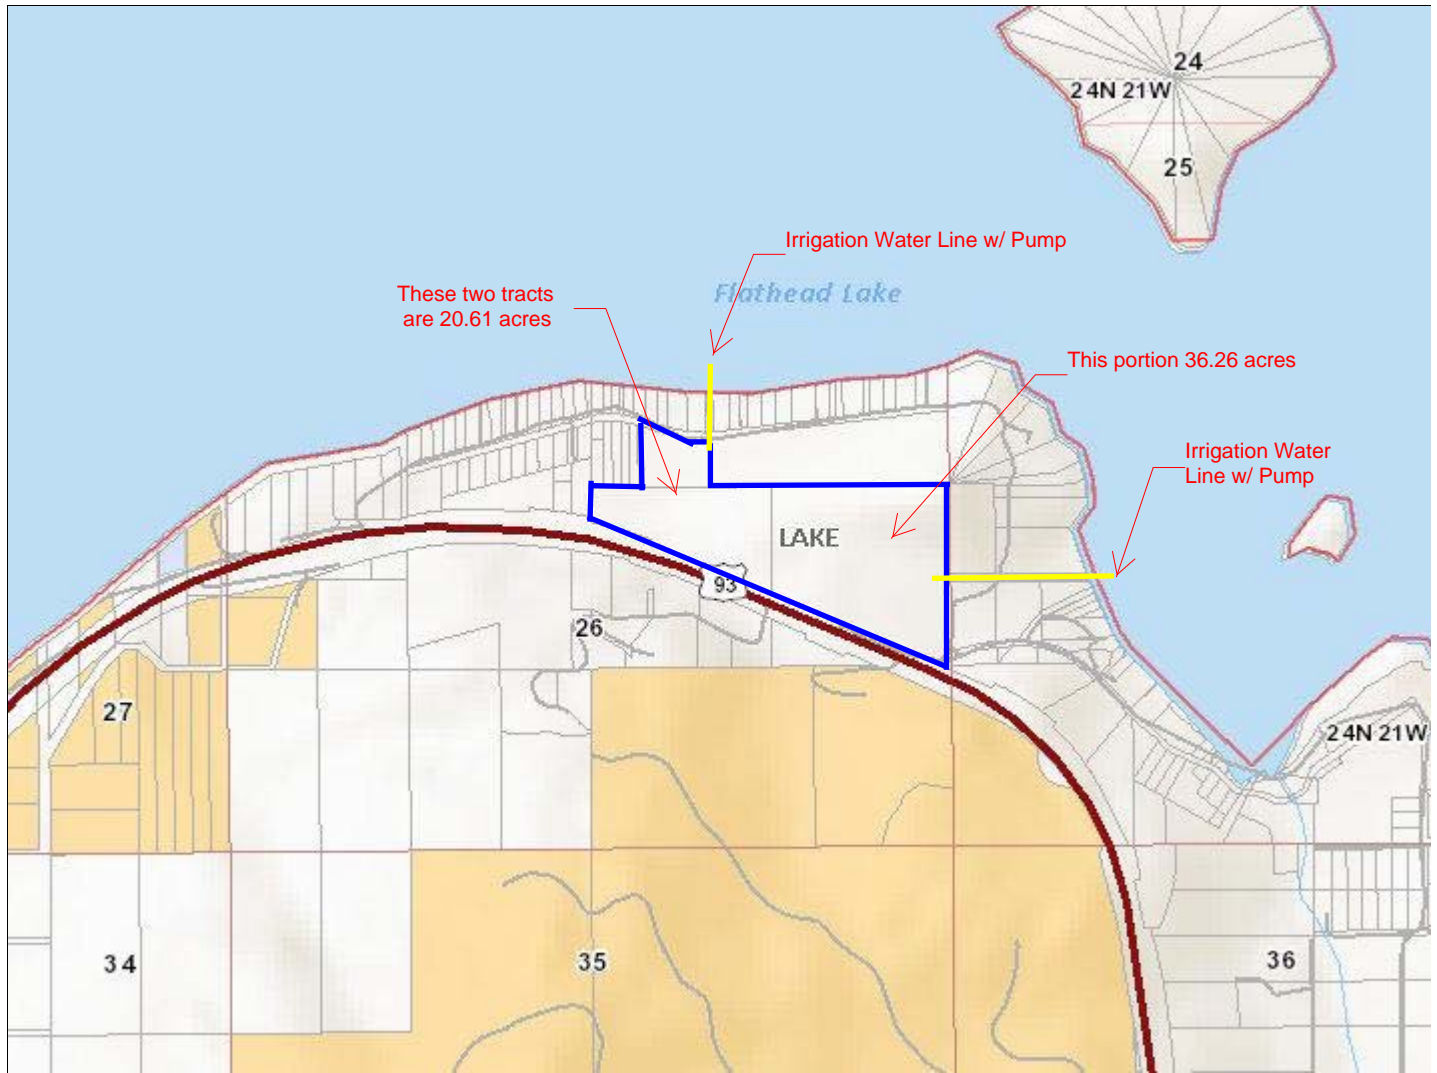 24
24N 21W
25
Irrigation Water Line w/ Pump
Flathead Lake
These two tracts
are 20.61 acres
This portion 36.26 acres
Irrigation Water
Line w/ Pump
LAKE
93
26
27
24N 21W
34
35
36